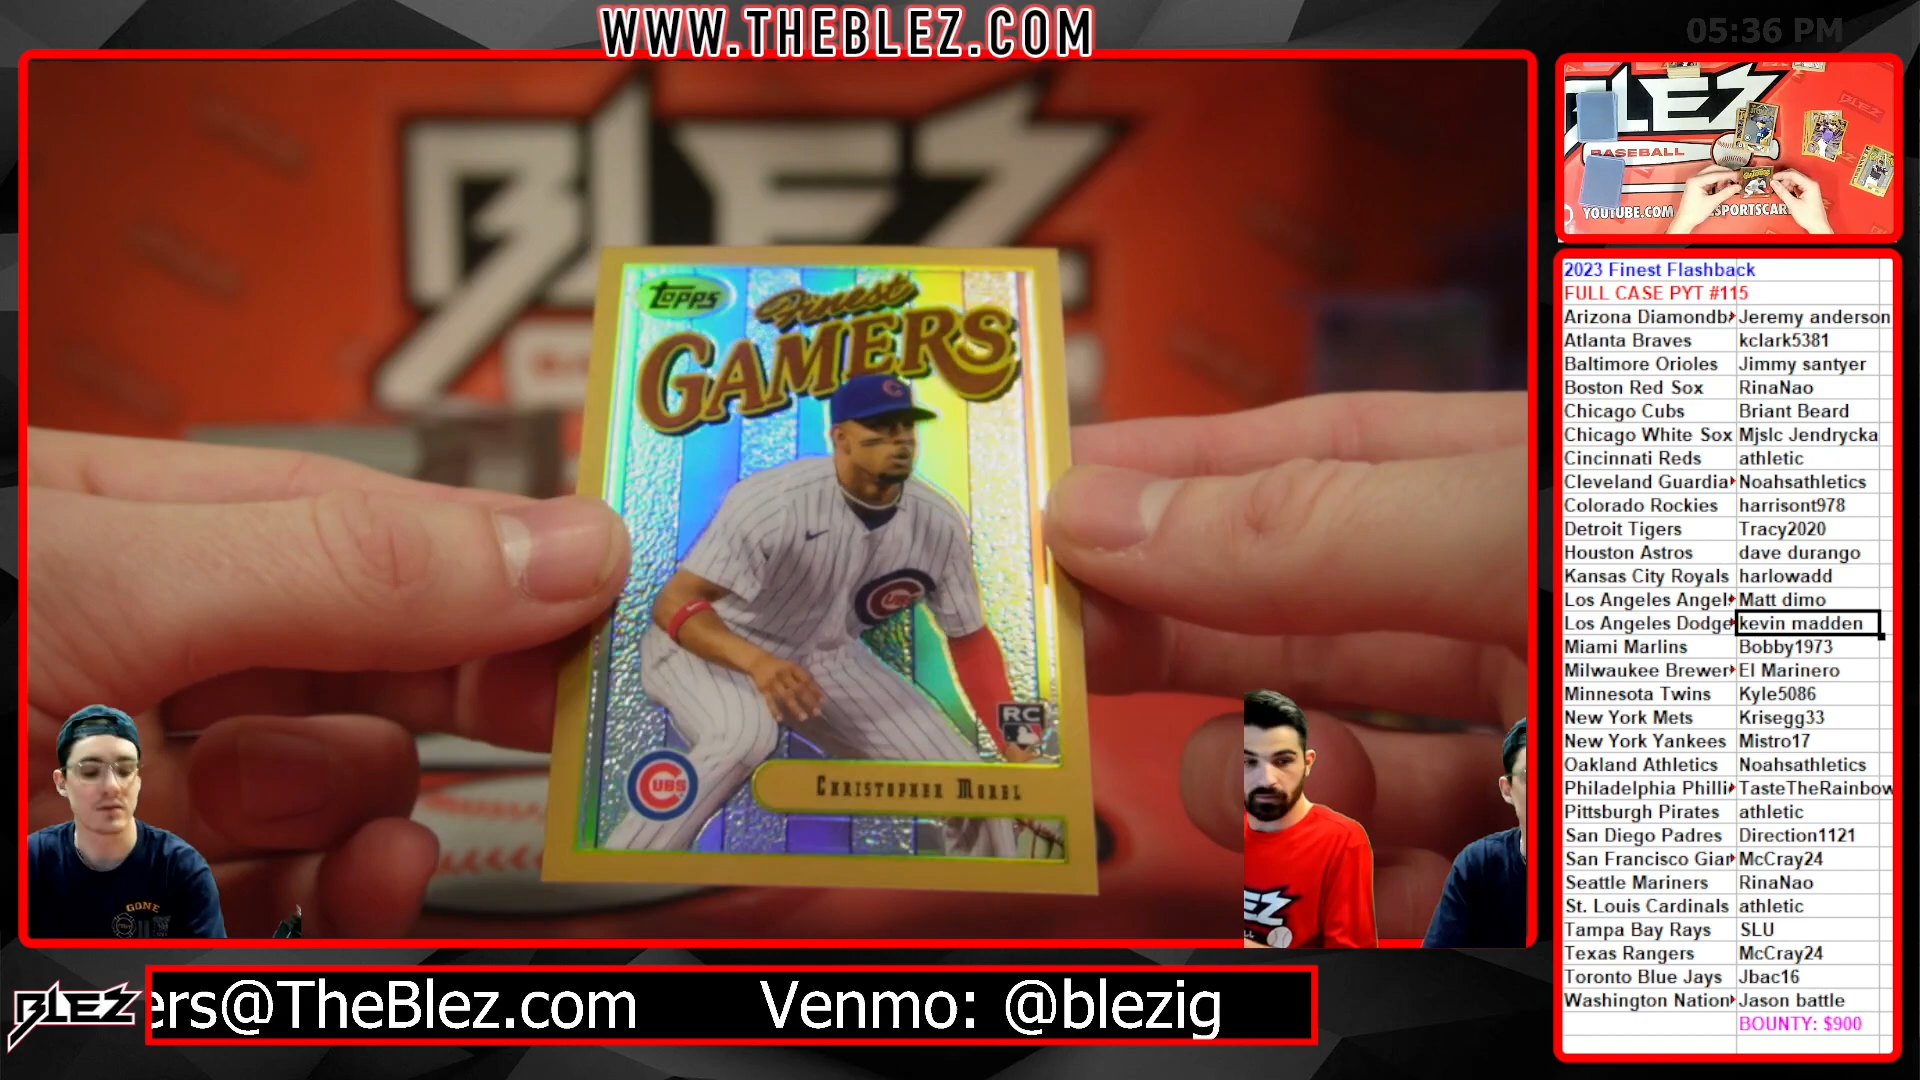 WWW.THEBLEZ.COM
05:36 PM
BLEZ
Topps
Finest
GAMERS
CUBS
RC
CUBS
Christopher Morel
GONE
BLEZ
BASEBALL
YOUTUBE.COM
SPORTSCAR
2023 Finest Flashback
FULL CASE PYT #115
Arizona Diamondb Jeremy anderson
Atlanta Braves kclark5381
Baltimore Orioles Jimmy santyer
Boston Red Sox RinaNao
Chicago Cubs Briant Beard
Chicago White Sox Mjslc Jendrycka
Cincinnati Reds athletic
Cleveland Guardia Noahsathletics
Colorado Rockies harrisont978
Detroit Tigers Tracy2020
Houston Astros dave durango
Kansas City Royals harlowadd
Los Angeles Angel Matt dimo
Los Angeles Dodge kevin madden
Miami Marlins Bobby1973
Milwaukee Brewer El Marinero
Minnesota Twins Kyle5086
New York Mets Krisegg33
New York Yankees Mistro17
Oakland Athletics Noahsathletics
Philadelphia Philli TasteTheRainbow
Pittsburgh Pirates athletic
San Diego Padres Direction1121
San Francisco Gian McCray24
Seattle Mariners RinaNao
St. Louis Cardinals athletic
Tampa Bay Rays SLU
Texas Rangers McCray24
Toronto Blue Jays Jbac16
Washington Nation Jason battle
BOUNTY: $900
BLEZ
ers@TheBlez.com Venmo: @blezig